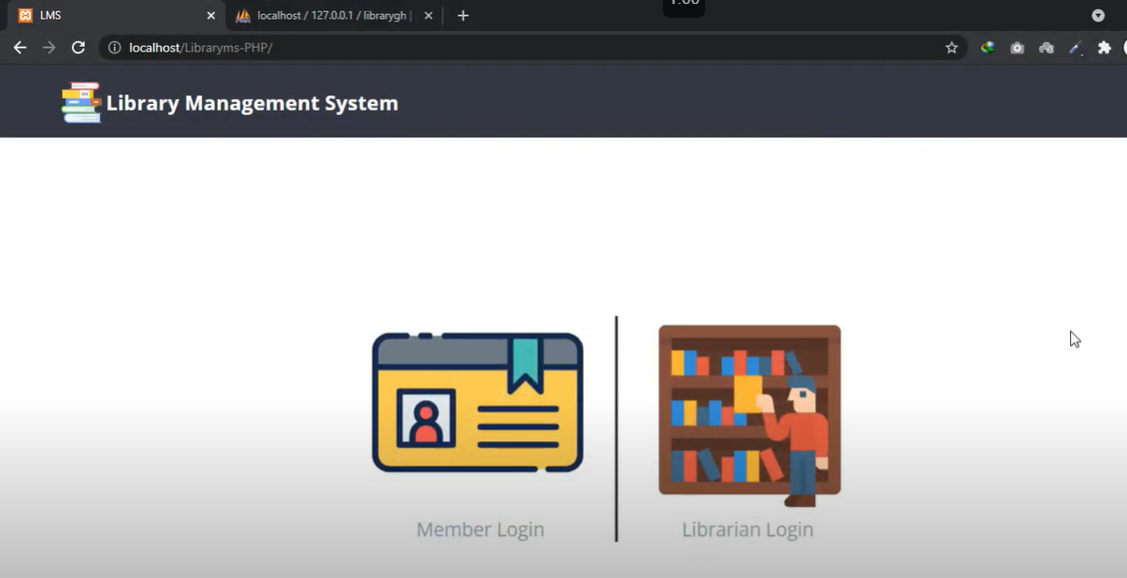 LMS
localhost / 127.0.0.1 / librarygh |
localhost/Libraryms-PHP/
Library Management System
Member Login
Librarian Login